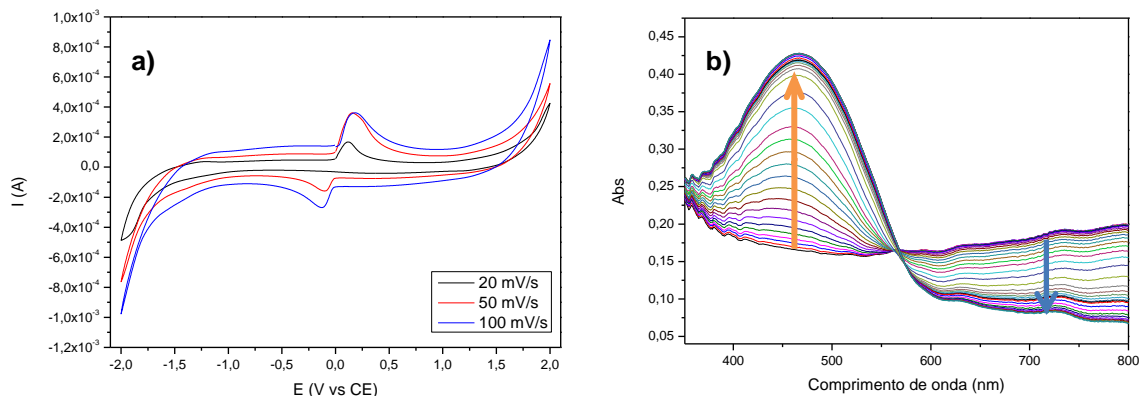 a)
1,0x10⁻³
8,0x10⁻⁴
6,0x10⁻⁴
4,0x10⁻⁴
2,0x10⁻⁴
0,0
-2,0x10⁻⁴
-4,0x10⁻⁴
-6,0x10⁻⁴
-8,0x10⁻⁴
-1,0x10⁻³
-1,2x10⁻³
I (A)
20 mV/s
50 mV/s
100 mV/s
-2,0 -1,5 -1,0 -0,5 0,0 0,5 1,0 1,5 2,0
E (V vs CE)
b)
0,45
0,40
0,35
0,30
0,25
0,20
0,15
0,10
0,05
Abs
400 500 600 700 800
Comprimento de onda (nm)